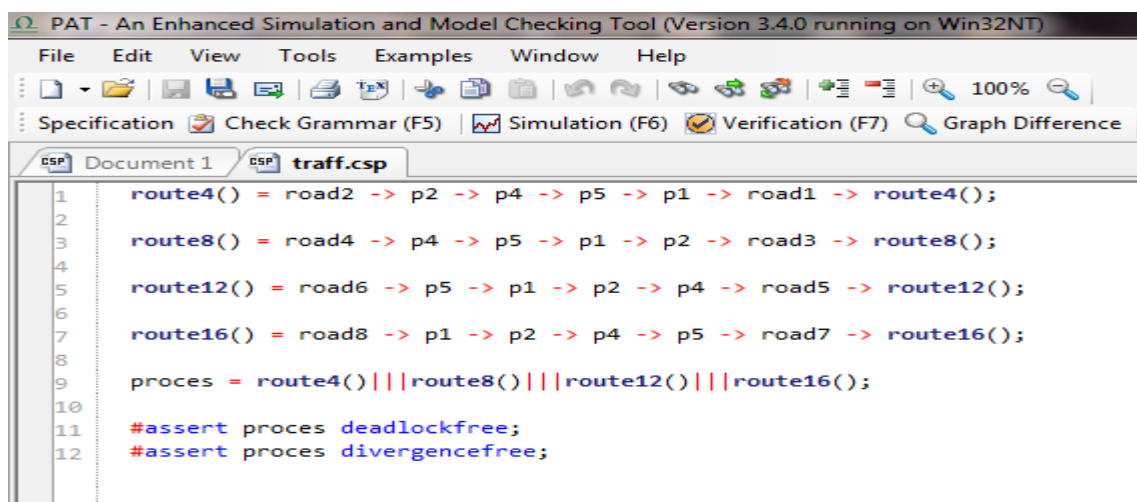 PAT - An Enhanced Simulation and Model Checking Tool (Version 3.4.0 running on Win32NT)
File Edit View Tools Examples Window Help
TEX 100%
Specification Check Grammar (F5) Simulation (F6) Verification (F7) Graph Difference
CSP Document 1 CSP traff.csp
1 route4() = road2 -> p2 -> p4 -> p5 -> p1 -> road1 -> route4();
2
3 route8() = road4 -> p4 -> p5 -> p1 -> p2 -> road3 -> route8();
4
5 route12() = road6 -> p5 -> p1 -> p2 -> p4 -> road5 -> route12();
6
7 route16() = road8 -> p1 -> p2 -> p4 -> p5 -> road7 -> route16();
8
9 proces = route4()|||route8()|||route12()|||route16();
10
11 #assert proces deadlockfree;
12 #assert proces divergencefree;